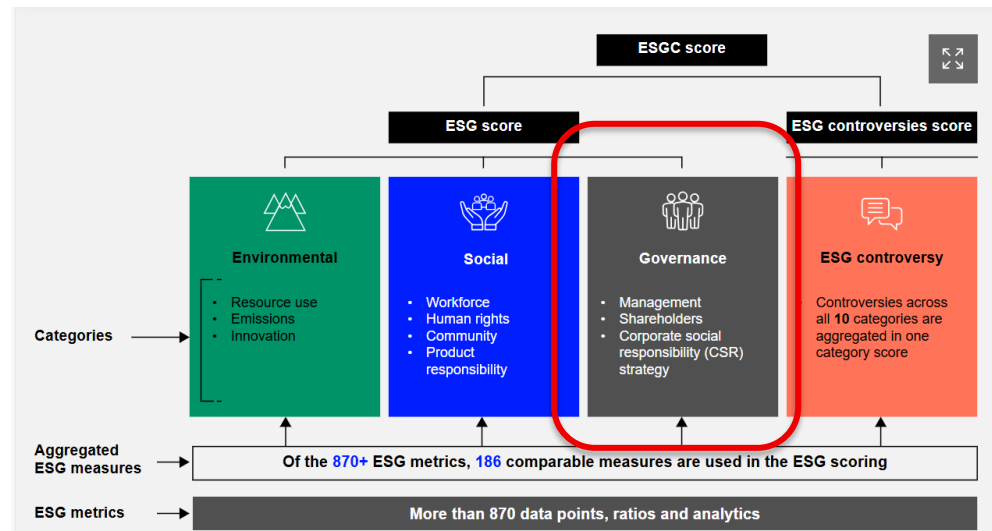 ESGC score
ESG score
ESG controversies score
Environmental
Resource use
Emissions
Innovation
Social
Workforce
Human rights
Community
Product
responsibility
Governance
Management
Shareholders
Corporate social
responsibility (CSR)
strategy
ESG controversy
Controversies across
all 10 categories are
aggregated in one
category score
Categories
Aggregated
ESG measures
Of the 870+ ESG metrics, 186 comparable measures are used in the ESG scoring
ESG metrics
More than 870 data points, ratios and analytics